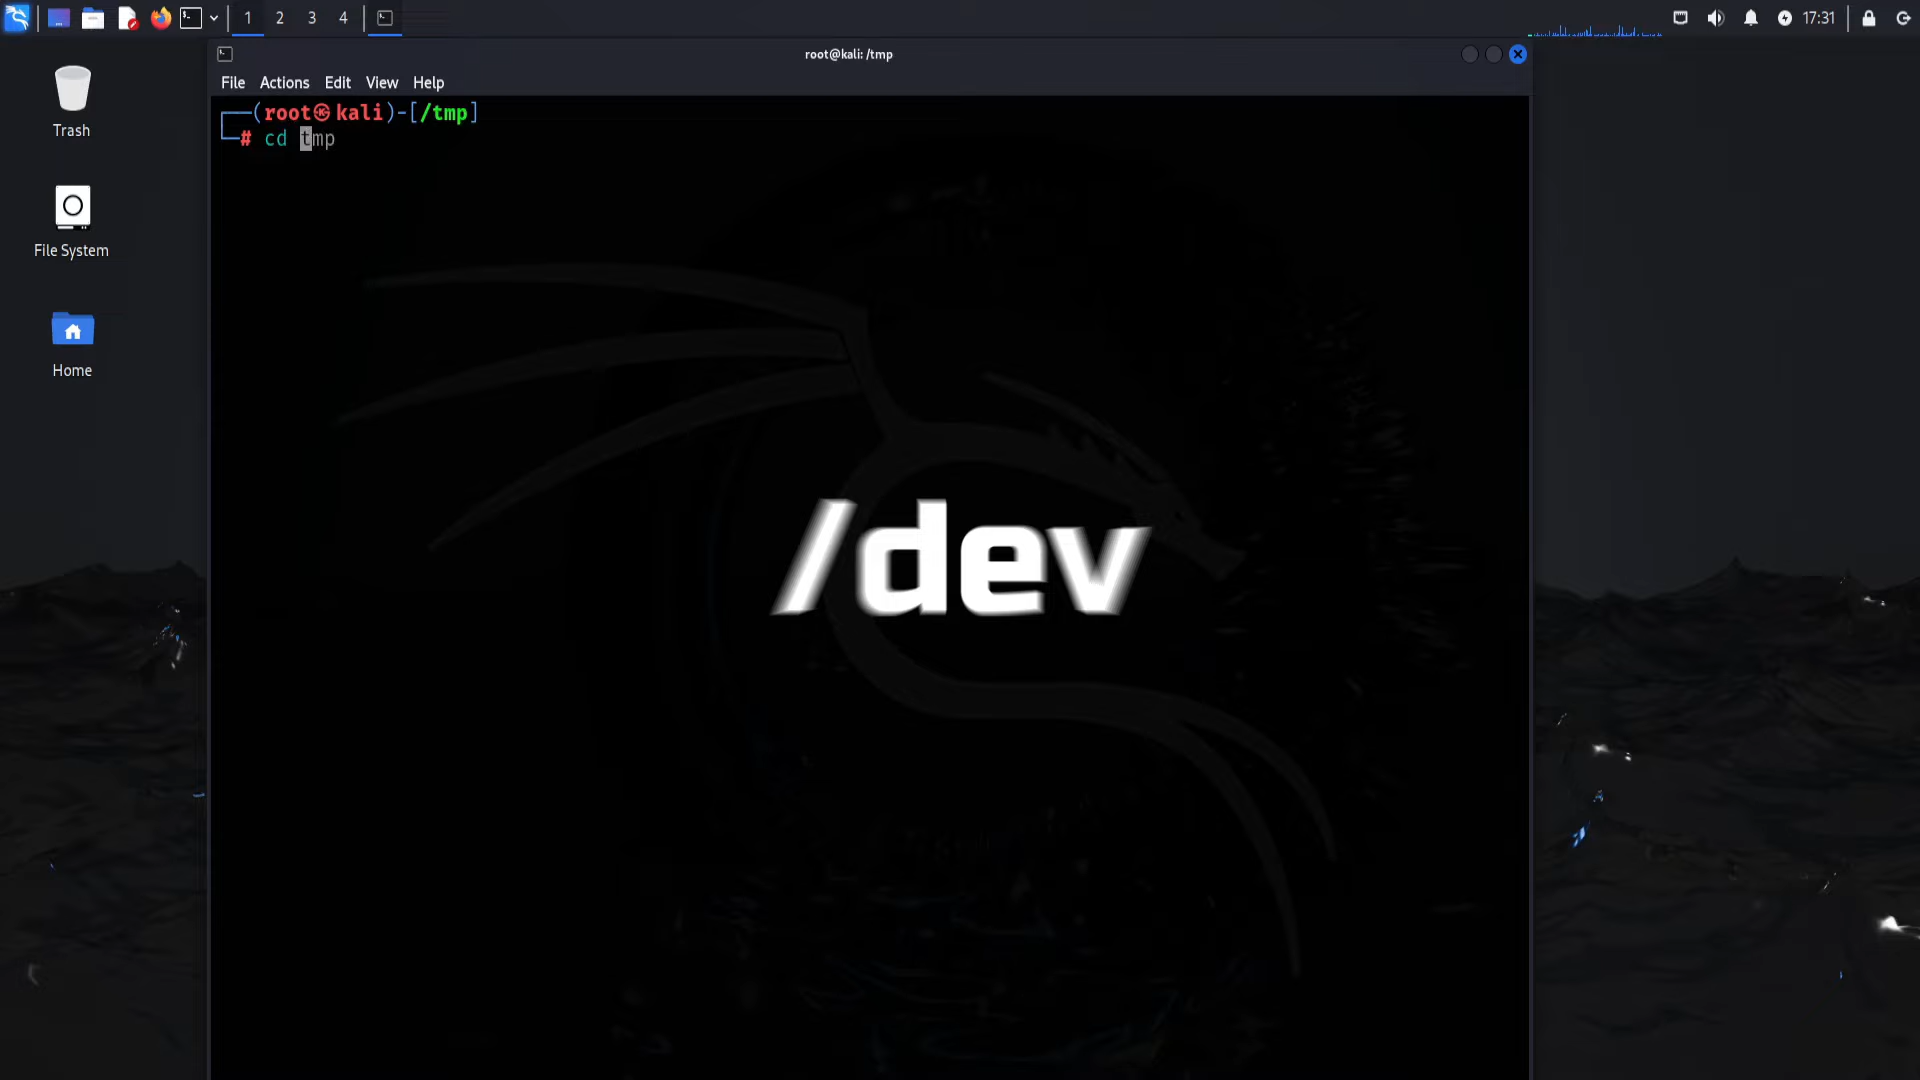 1 2 3 4
17:31
root@kali: /tmp
File Actions Edit View Help
┌──(root㉿kali)-[/tmp]
└─# cd tmp
Trash
File System
Home
/dev